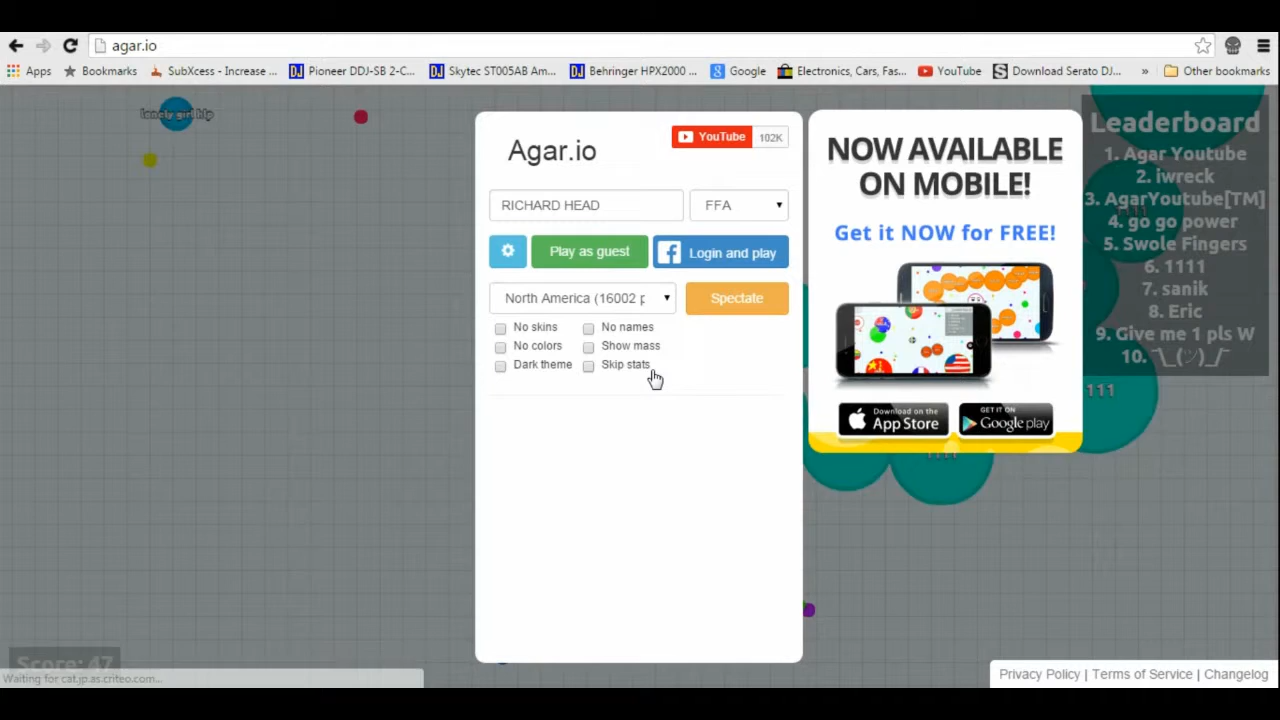 agar.io
Apps Bookmarks SubXcess - Increase ... Pioneer DDJ-SB 2-C... Skytec ST005AB Am... Behringer HPX2000 ... Google Electronics, Cars, Fas... YouTube Download Serato DJ... » Other bookmarks
lonely girl hlp
Agar.io
YouTube 102K
RICHARD HEAD FFA
Play as guest Login and play
North America (16002 p Spectate
No skins No names
No colors Show mass
Dark theme Skip stats
NOW AVAILABLE
ON MOBILE!
Get it NOW for FREE!
Download on the
App Store
GET IT ON
Google play
Leaderboard
1. Agar Youtube
2. iwreck
3. AgarYoutube[TM]
4. go go power
5. Swole Fingers
6. 1111
7. sanik
8. Eric
9. Give me 1 pls W
10. ¯\_(ツ)_/¯
1111
Score: 47
Waiting for cat.jp.as.criteo.com...
Privacy Policy | Terms of Service | Changelog